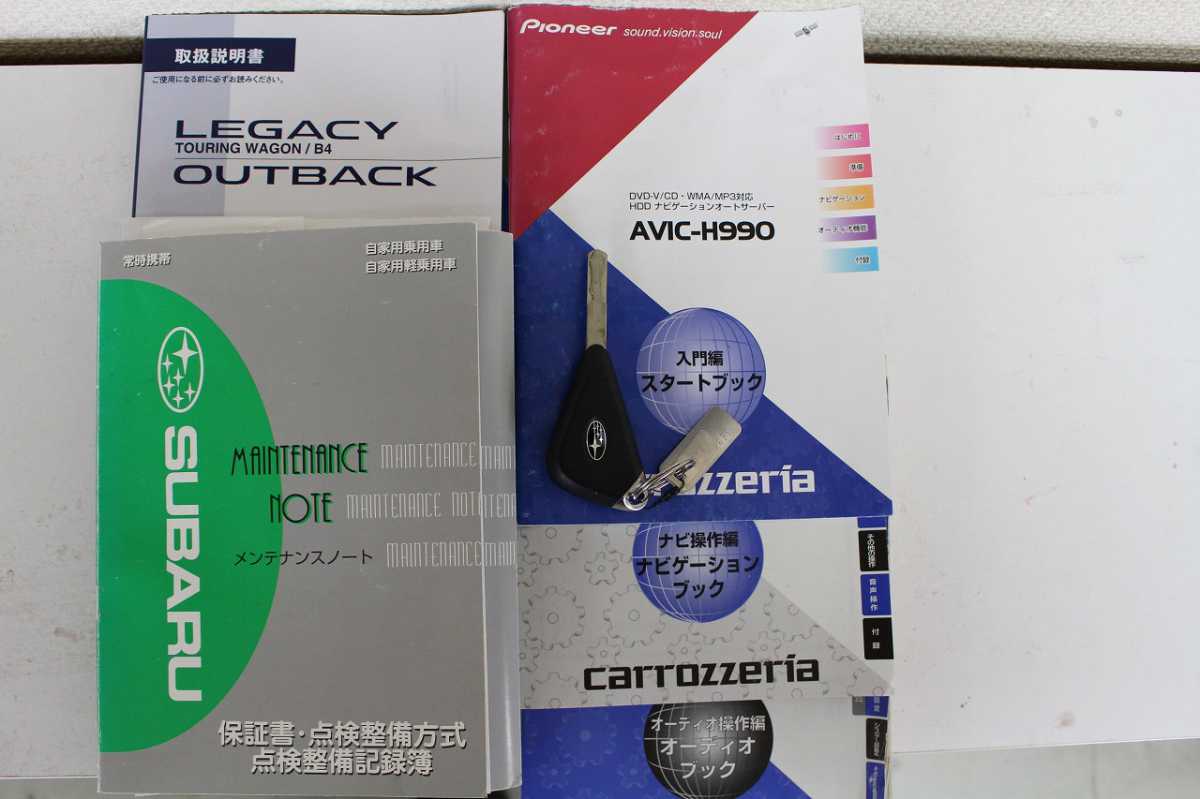 取扱説明書
ご使用になる前に必ずお読みください。
LEGACY
TOURING WAGON / B4
OUTBACK
常時携帯
自家用乗用車
自家用軽乗用車
SUBARU
MAINTENANCE MAINTENANCE
NOTE MAINTENANCE
メンテナンスノート MAINTENANCE
保証書・点検整備方式
点検整備記録簿
Pioneer sound.vision.soul
はじめに
準備
ナビゲーション
オーディオ機能
付録
DVD-V/CD・WMA/MP3対応
HDD ナビゲーションオートサーバー
AVIC-H990
入門編
スタートブック
ozzeria
ナビ操作編
ナビゲーション
ブック
その他の操作
音声操作
付録
carrozzeria
オーディオ操作編
オーディオ
ブック